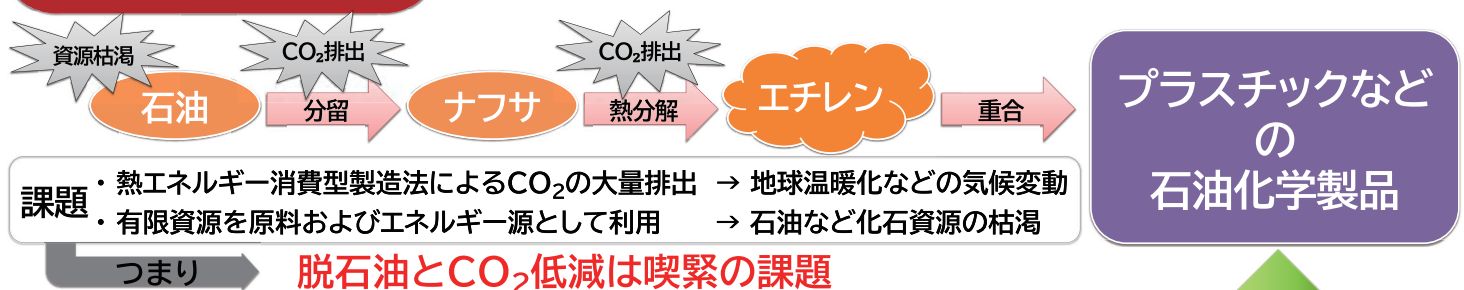 資源枯渇
CO₂排出
CO₂排出
石油
分留
ナフサ
熱分解
エチレン
重合
プラスチックなど
の
石油化学製品
課題
・熱エネルギー消費型製造法によるCO₂の大量排出 → 地球温暖化などの気候変動
・有限資源を原料およびエネルギー源として利用 → 石油など化石資源の枯渇
つまり
脱石油とCO₂低減は喫緊の課題